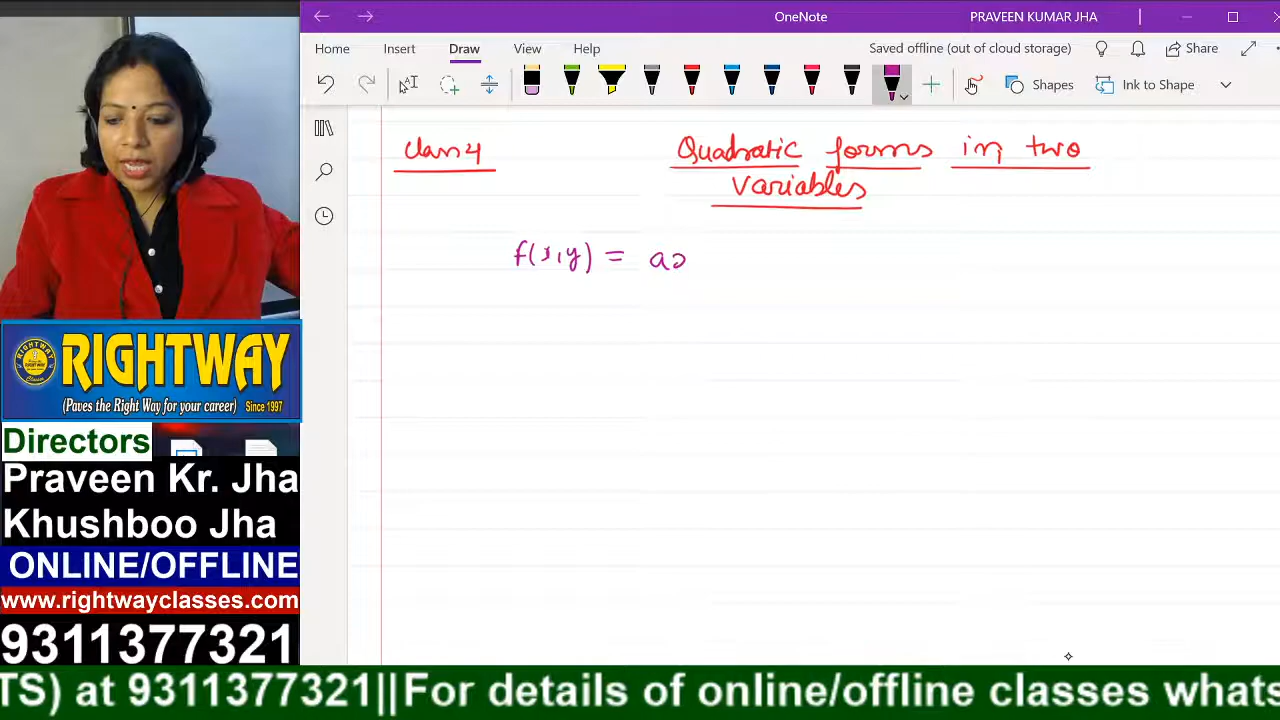 OneNote
PRAVEEN KUMAR JHA
Home Insert Draw View Help
Saved offline (out of cloud storage)
Share
Shapes
Ink to Shape
Class 4
Quadratic forms in two
variables
f(x,y) = ax
RIGHTWAY
(Paves the Right Way for your career) Since 1997
Directors
Praveen Kr. Jha
Khushboo Jha
ONLINE/OFFLINE
www.rightwayclasses.com
9311377321
TS) at 9311377321||For details of online/offline classes whats